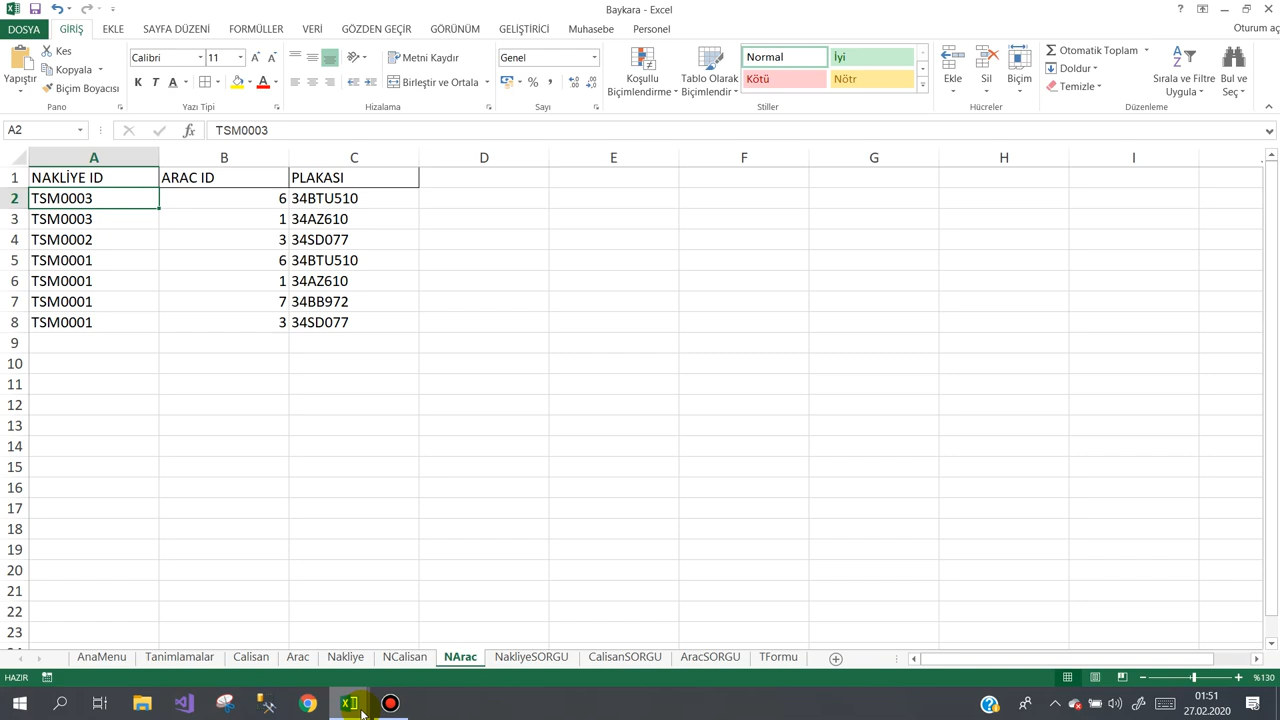 Baykara - Excel
DOSYA GİRİŞ EKLE SAYFA DÜZENİ FORMÜLLER VERİ GÖZDEN GEÇİR GÖRÜNÜM GELİŞTİRİCİ Muhasebe Personel Oturum aç
Yapıştır
Kes
Kopyala
Biçim Boyacısı
Pano
Calibri 11
K T A
Yazı Tipi
Metni Kaydır
Birleştir ve Ortala
Hizalama
Genel
Sayı
Koşullu Biçimlendirme
Tablo Olarak Biçimlendir
Normal İyi
Kötü Nötr
Stiller
Ekle Sil Biçim
Hücreler
Otomatik Toplam
Doldur
Temizle
Sırala ve Filtre Uygula
Bul ve Seç
Düzenleme
A2 fx TSM0003
A B C D E F G H I
1 NAKLİYE ID ARAC ID PLAKASI
2 TSM0003 6 34BTU510
3 TSM0003 1 34AZ610
4 TSM0002 3 34SD077
5 TSM0001 6 34BTU510
6 TSM0001 1 34AZ610
7 TSM0001 7 34BB972
8 TSM0001 3 34SD077
9
10
11
12
13
14
15
16
17
18
19
20
21
22
23
AnaMenu Tanimlamalar Calisan Arac Nakliye NCalisan NArac NakliyeSORGU CalisanSORGU AracSORGU TFormu
HAZIR %130
01:51
27.02.2020